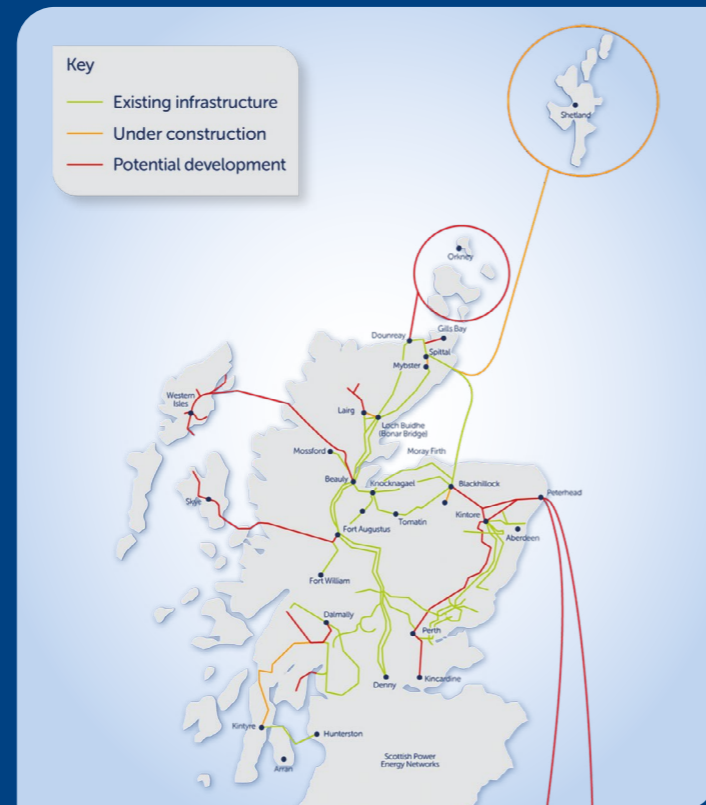 Key
Existing infrastructure
Under construction
Potential development
Shetland
Orkney
Gills Bay
Dounreay
Spittal
Mybster
Western
Isles
Lairg
Loch Buidhe
(Bonar Bridge)
Mossford
Moray Firth
Beauly
Knocknagael
Blackhillock
Peterhead
Skye
Kintore
Tomatin
Fort Augustus
Aberdeen
Fort William
Dalmally
Perth
Kincardine
Denny
Kintyre
Hunterston
Arran
Scottish Power
Energy Networks